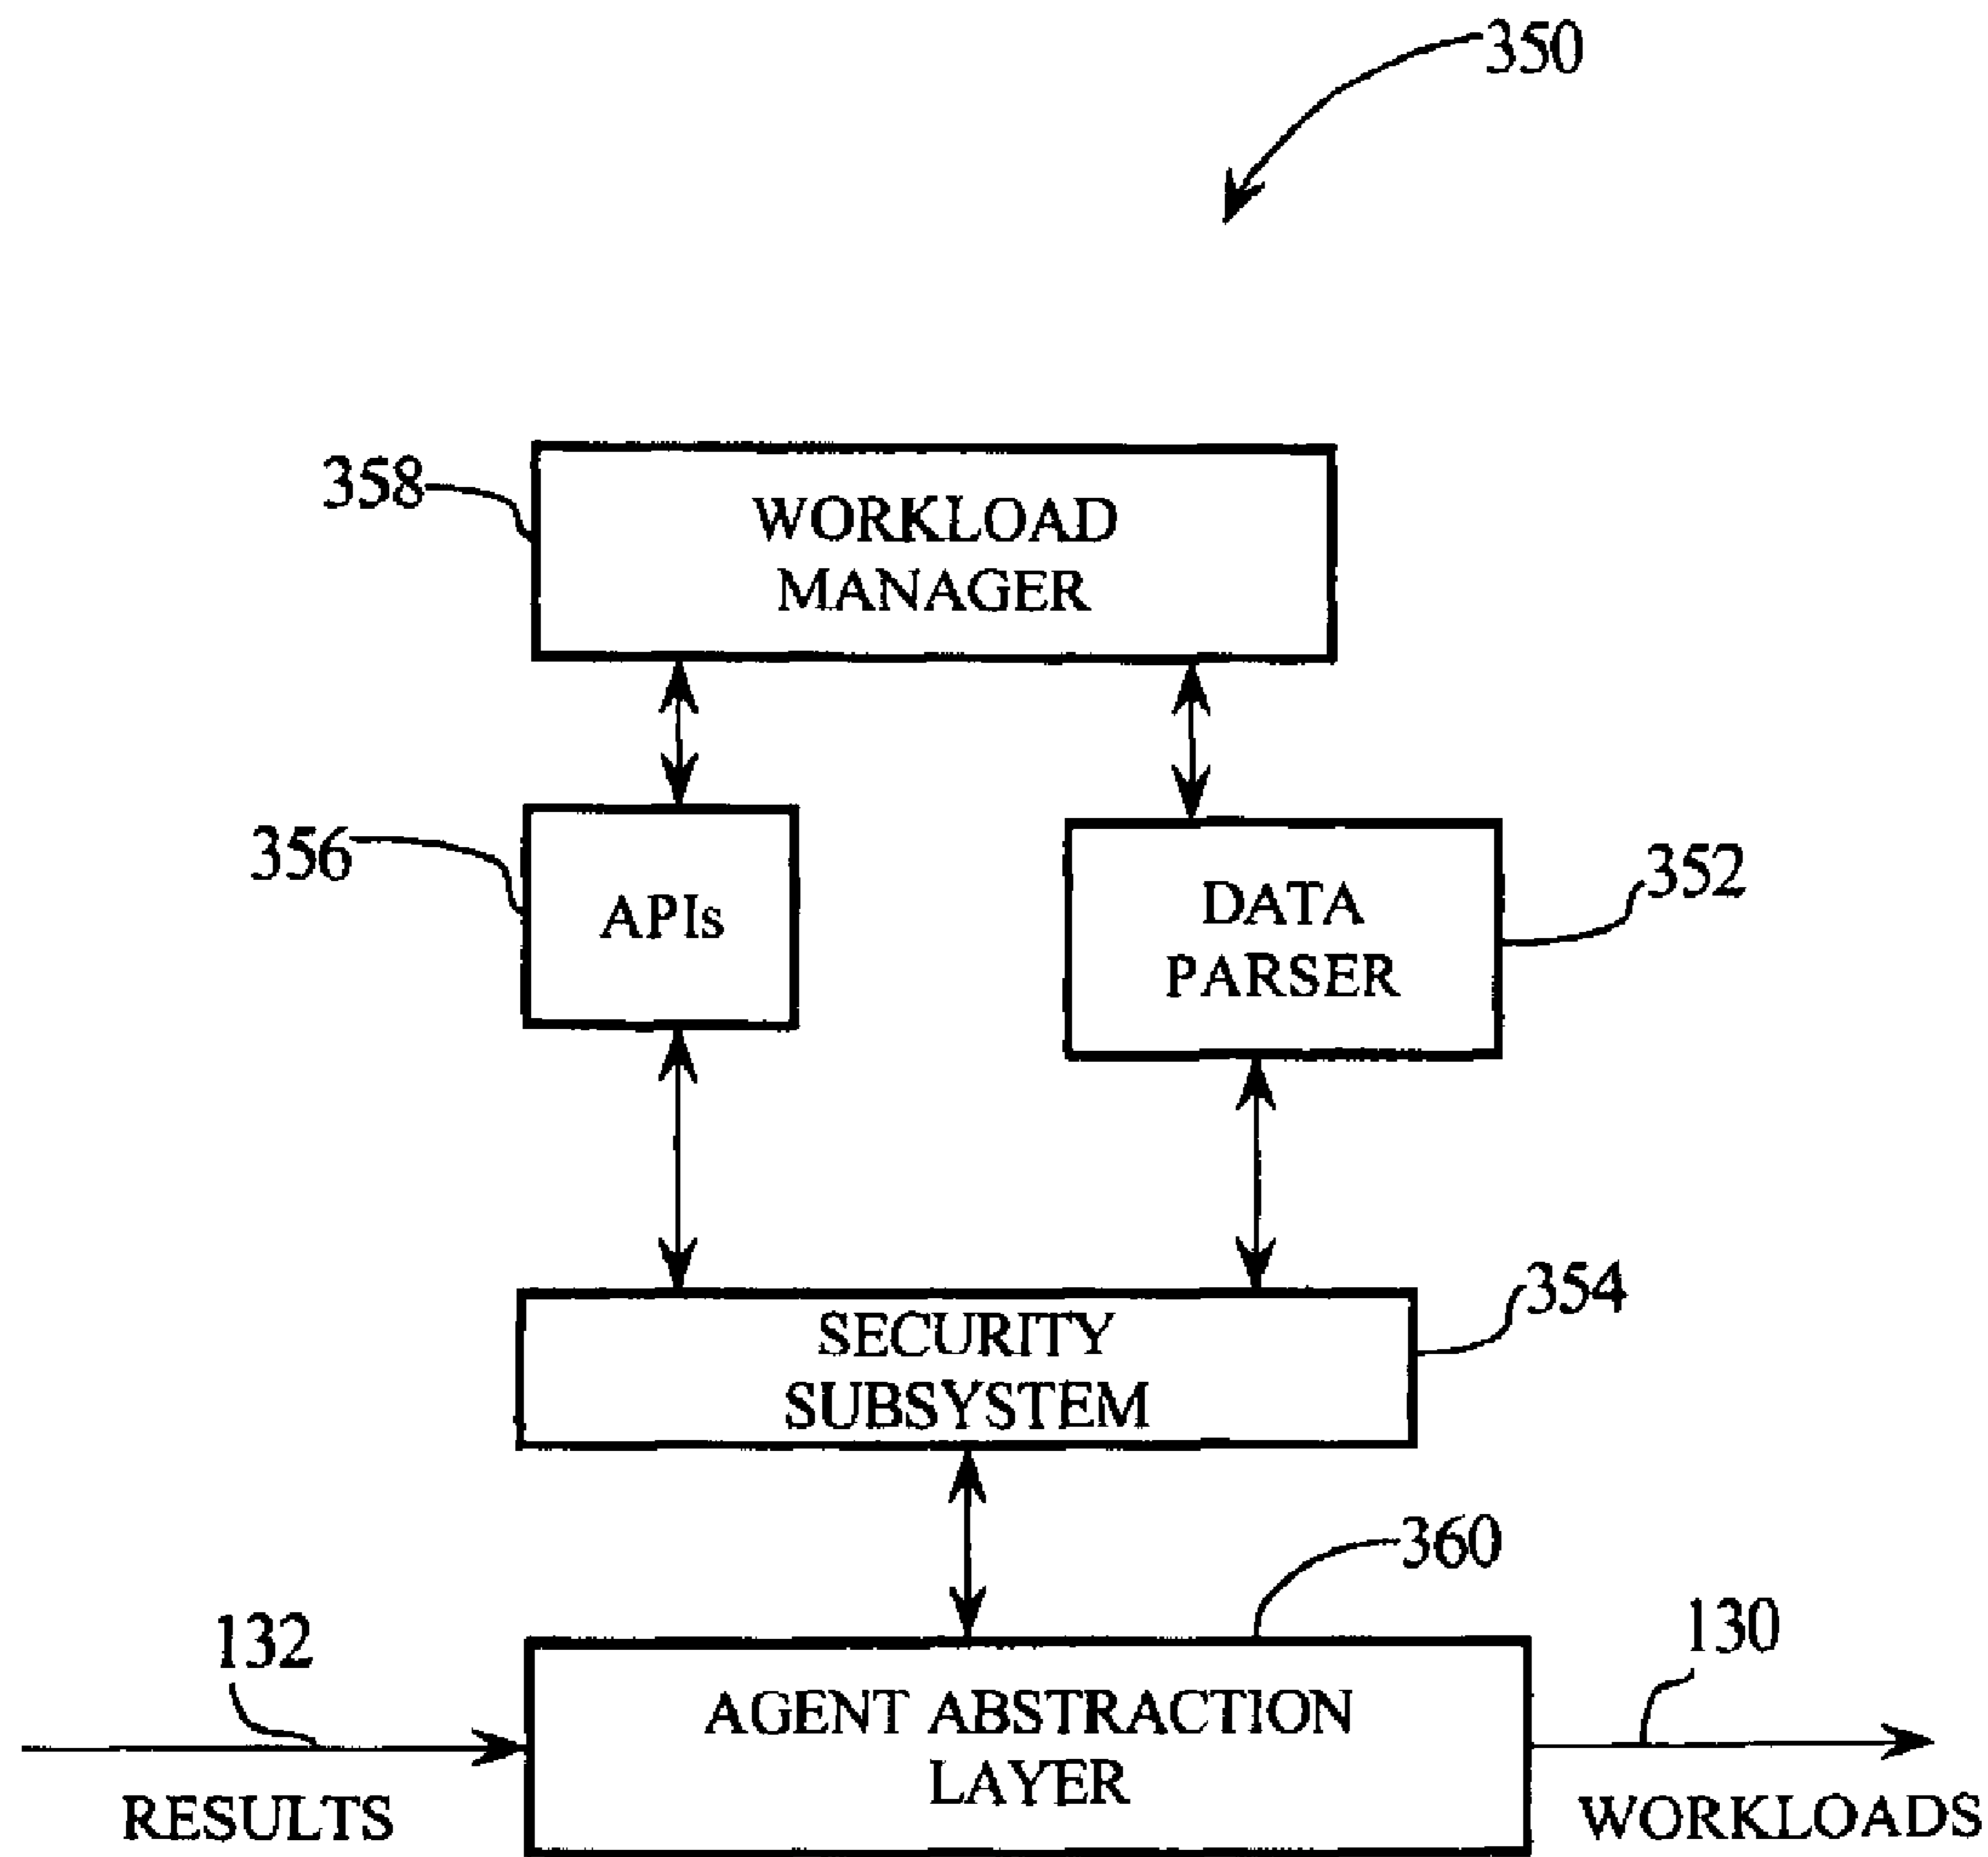 350
358
WORKLOAD
MANAGER
356
APIs
DATA
PARSER
352
SECURITY
SUBSYSTEM
354
360
132
130
AGENT ABSTRACTION
LAYER
RESULTS
WORKLOADS